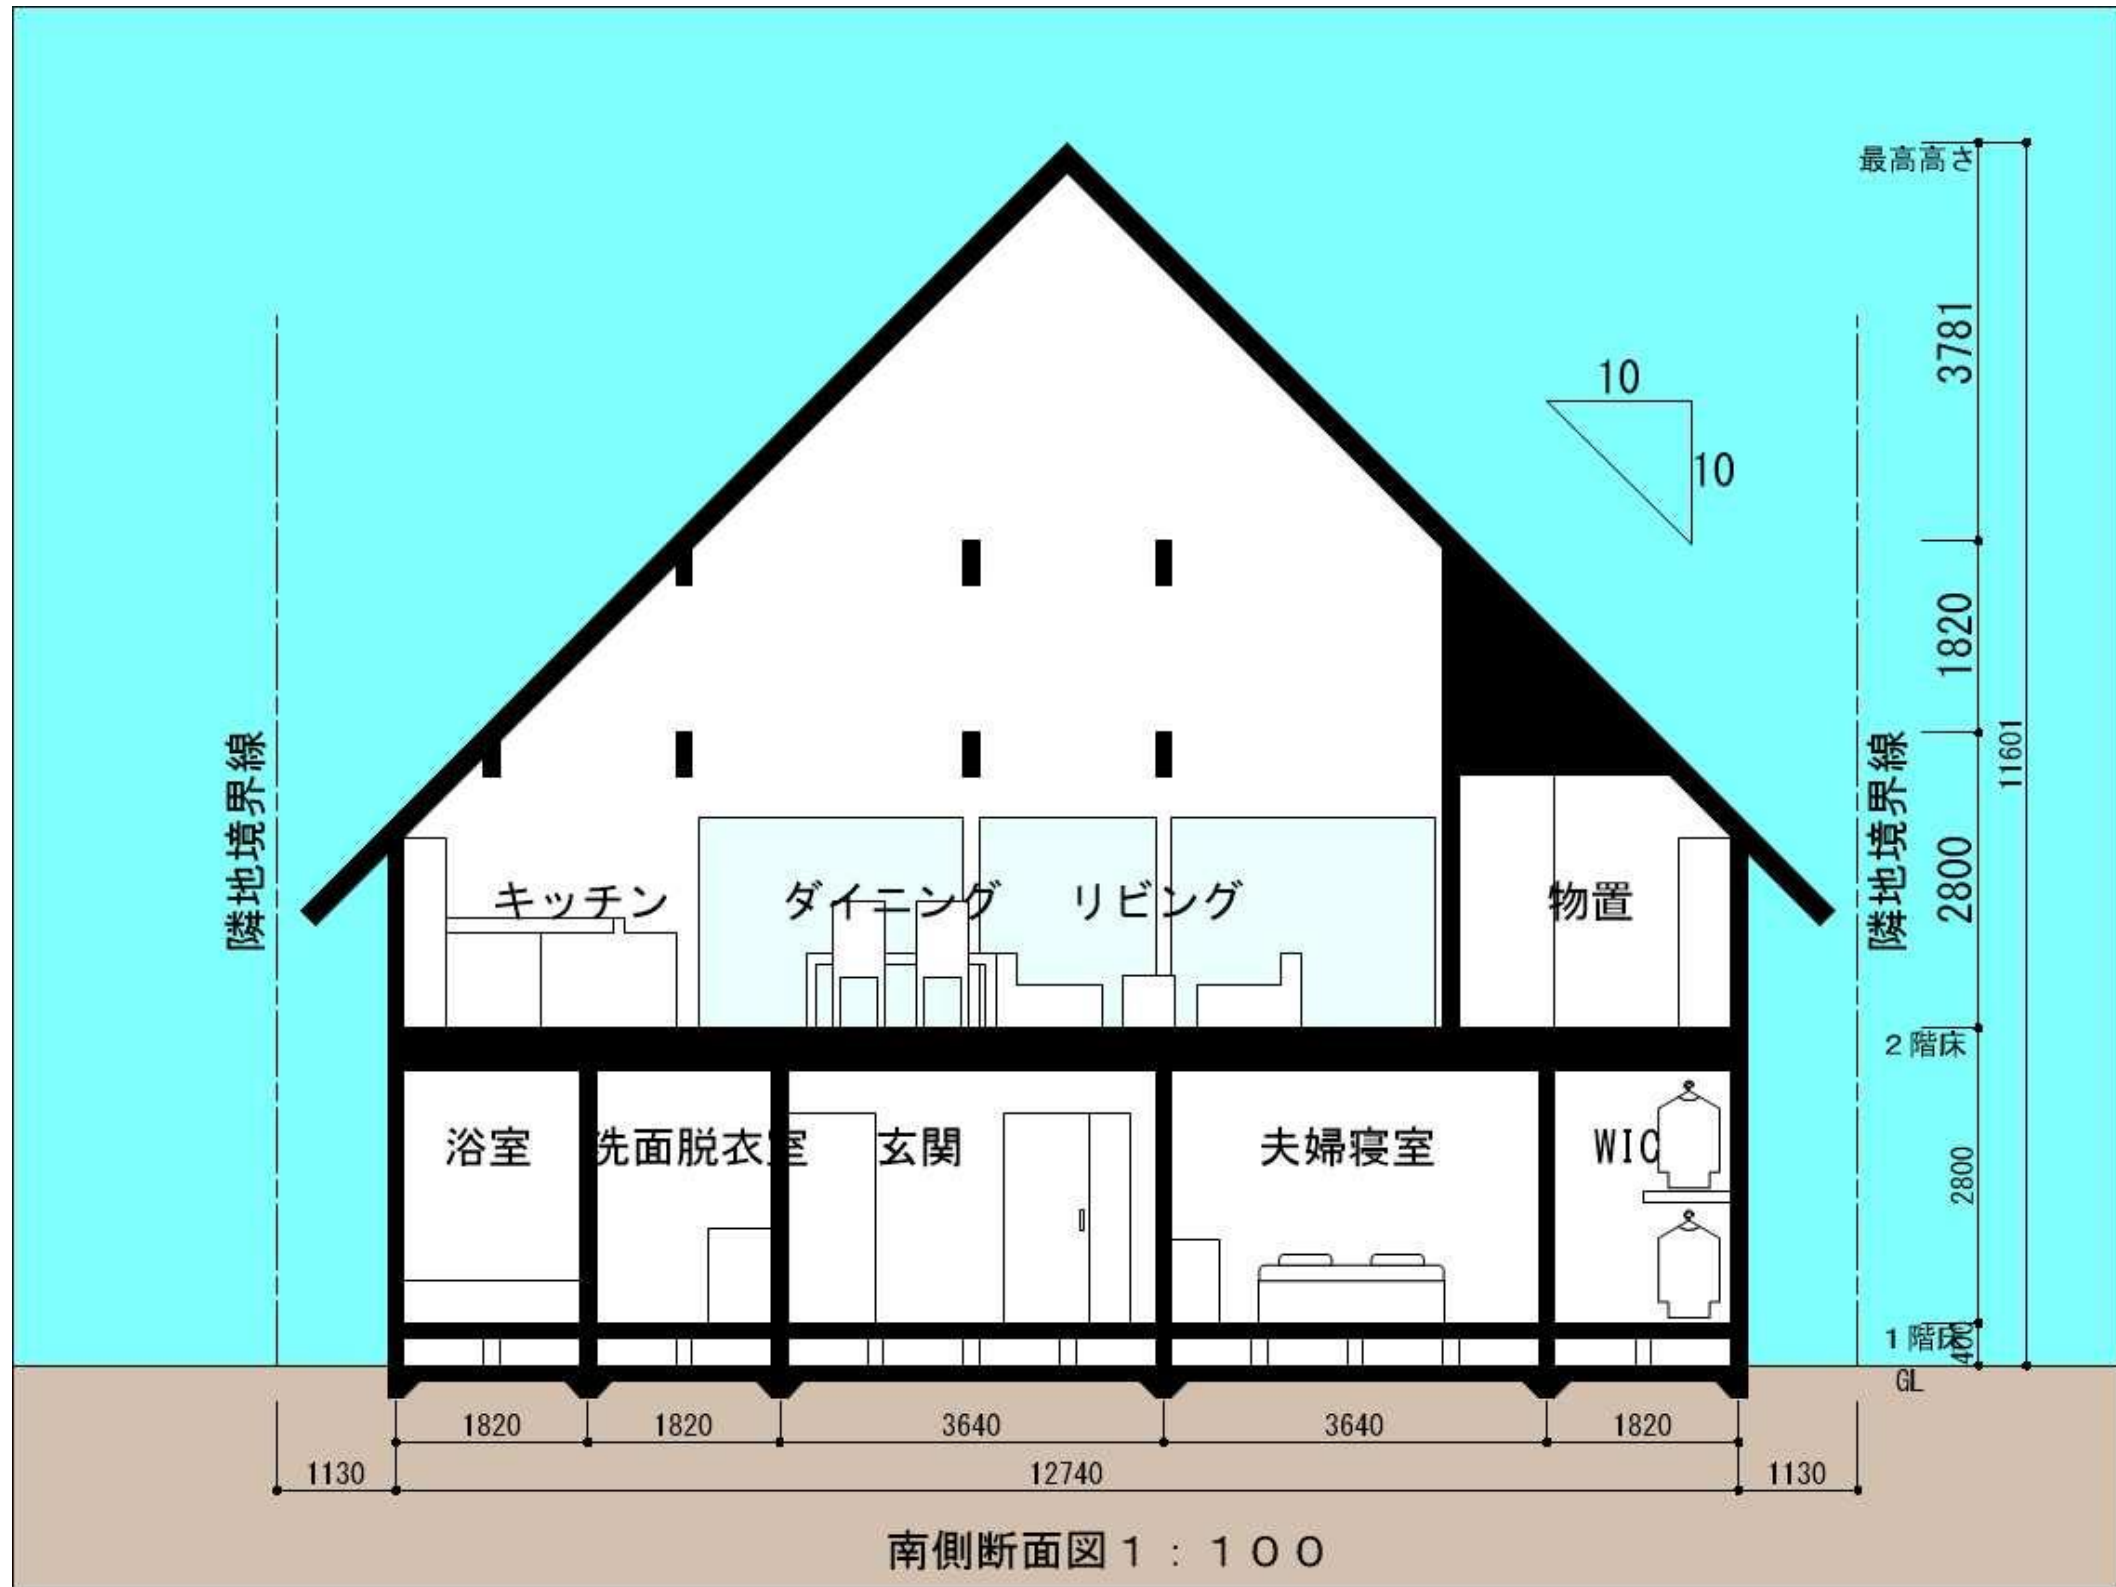 最高高さ
3781
10
10
1820
11601
隣地境界線
隣地境界線
2800
キッチン
ダイニング
リビング
物置
2階床
浴室
洗面脱衣室
玄関
夫婦寝室
WIC
2800
1階床
400
GL
1820
1820
3640
3640
1820
1130
12740
1130
南側断面図1:100